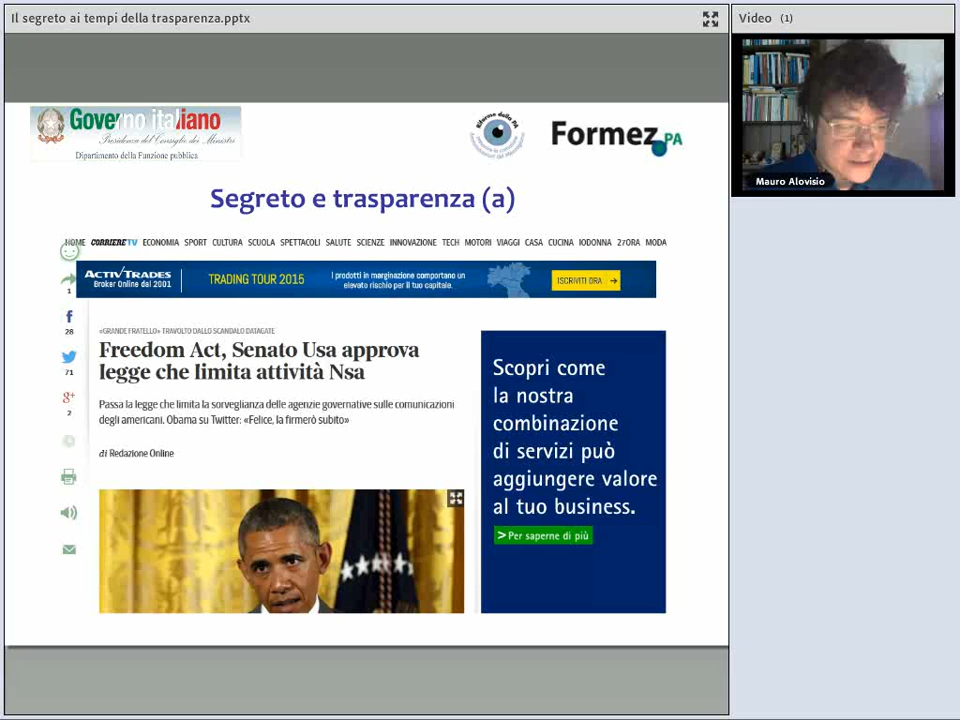 Il segreto ai tempi della trasparenza.pptx
Video (1)
Mauro Alovisio
Governo italiano
Presidenza del Consiglio dei Ministri
Dipartimento della Funzione pubblica
Riforme della PA
Formez PA
Segreto e trasparenza (a)
HOME CORRIERE TV ECONOMIA SPORT CULTURA SCUOLA SPETTACOLI SALUTE SCIENZE INNOVAZIONE TECH MOTORI VIAGGI CASA CUCINA IODONNA 27ORA MODA
ACTIVTRADES
Broker Online dal 2001
TRADING TOUR 2015
I prodotti in marginazione comportano un
elevato rischio per il tuo capitale.
ISCRIVITI ORA
1
28
71
g+
2
«GRANDE FRATELLO» TRAVOLTO DALLO SCANDALO DATAGATE
Freedom Act, Senato Usa approva
legge che limita attività Nsa
Passa la legge che limita la sorveglianza delle agenzie governative sulle comunicazioni
degli americani. Obama su Twitter: «Felice, la firmerò subito»
di Redazione Online
Scopri come
la nostra
combinazione
di servizi può
aggiungere valore
al tuo business.
> Per saperne di più